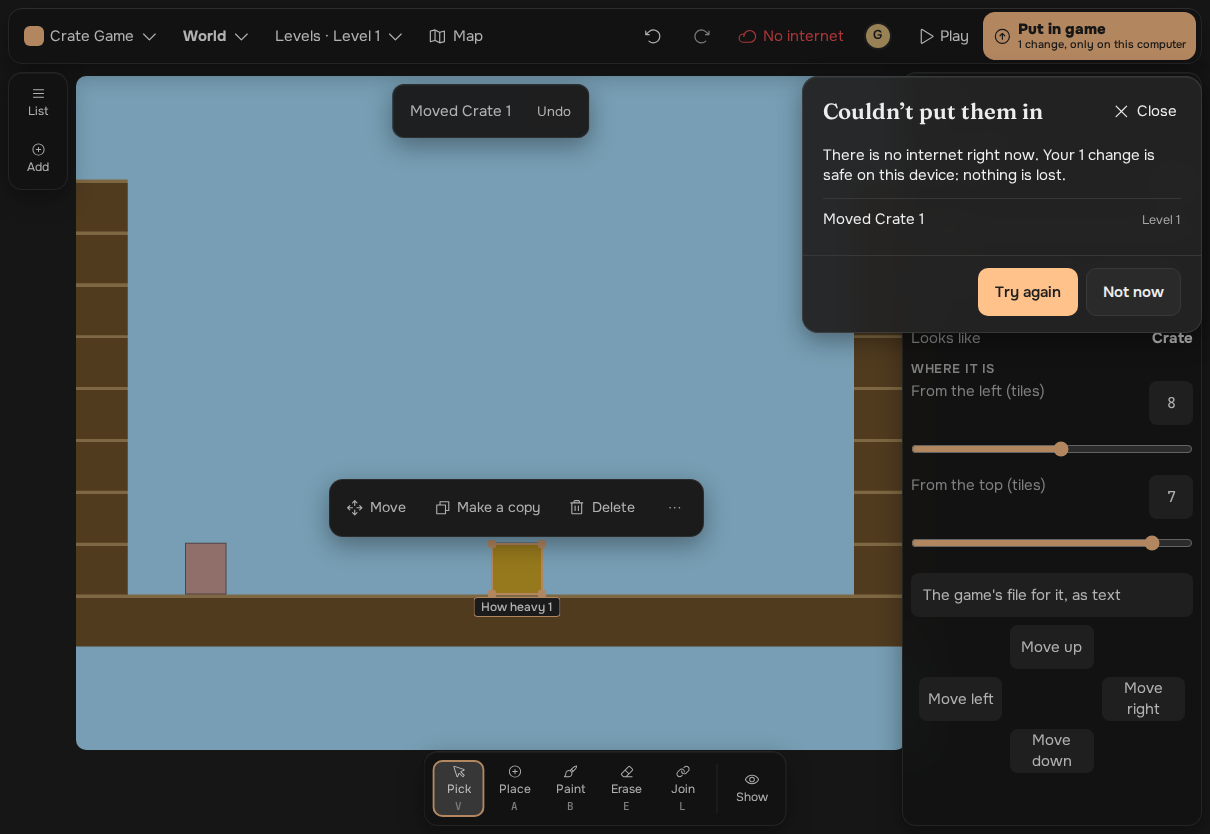 Crate Game
World
Levels · Level 1
Map
No internet
G
Play
Put in game
1 change, only on this computer
List
Add
Moved Crate 1
Undo
Couldn’t put them in
Close
There is no internet right now. Your 1 change is
safe on this device: nothing is lost.
Moved Crate 1
Level 1
Try again
Not now
Looks like
Crate
WHERE IT IS
From the left (tiles)
8
From the top (tiles)
7
The game's file for it, as text
Move up
Move left
Move
right
Move
down
Move
Make a copy
Delete
···
How heavy 1
Pick
V
Place
A
Paint
B
Erase
E
Join
L
Show